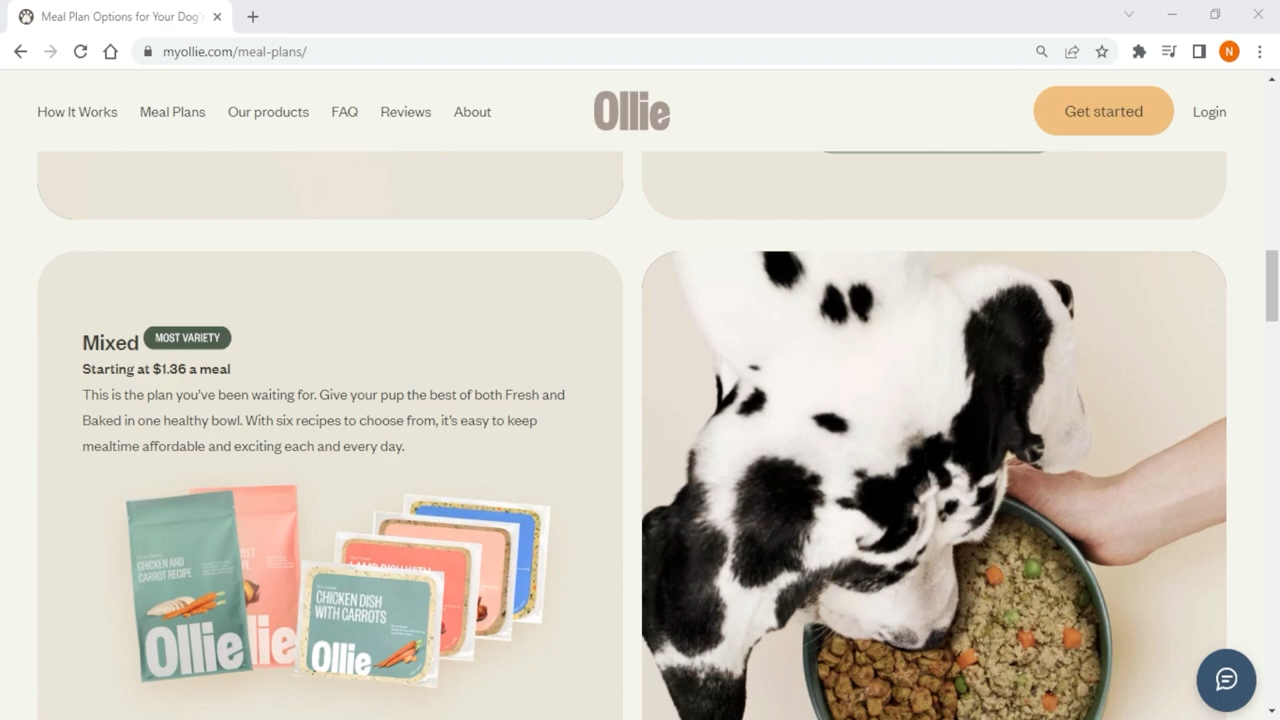 Meal Plan Options for Your Dog's
myollie.com/meal-plans/
N
How It Works
Meal Plans
Our products
FAQ
Reviews
About
Ollie
Get started
Login
Mixed
MOST VARIETY
Starting at $1.36 a meal
This is the plan you've been waiting for. Give your pup the best of both Fresh and
Baked in one healthy bowl. With six recipes to choose from, it's easy to keep
mealtime affordable and exciting each and every day.
CHICKEN AND
CARROT RECIPE
Ollie
lie
LAMB DISH WITH
CHICKEN DISH
WITH CARROTS
Ollie